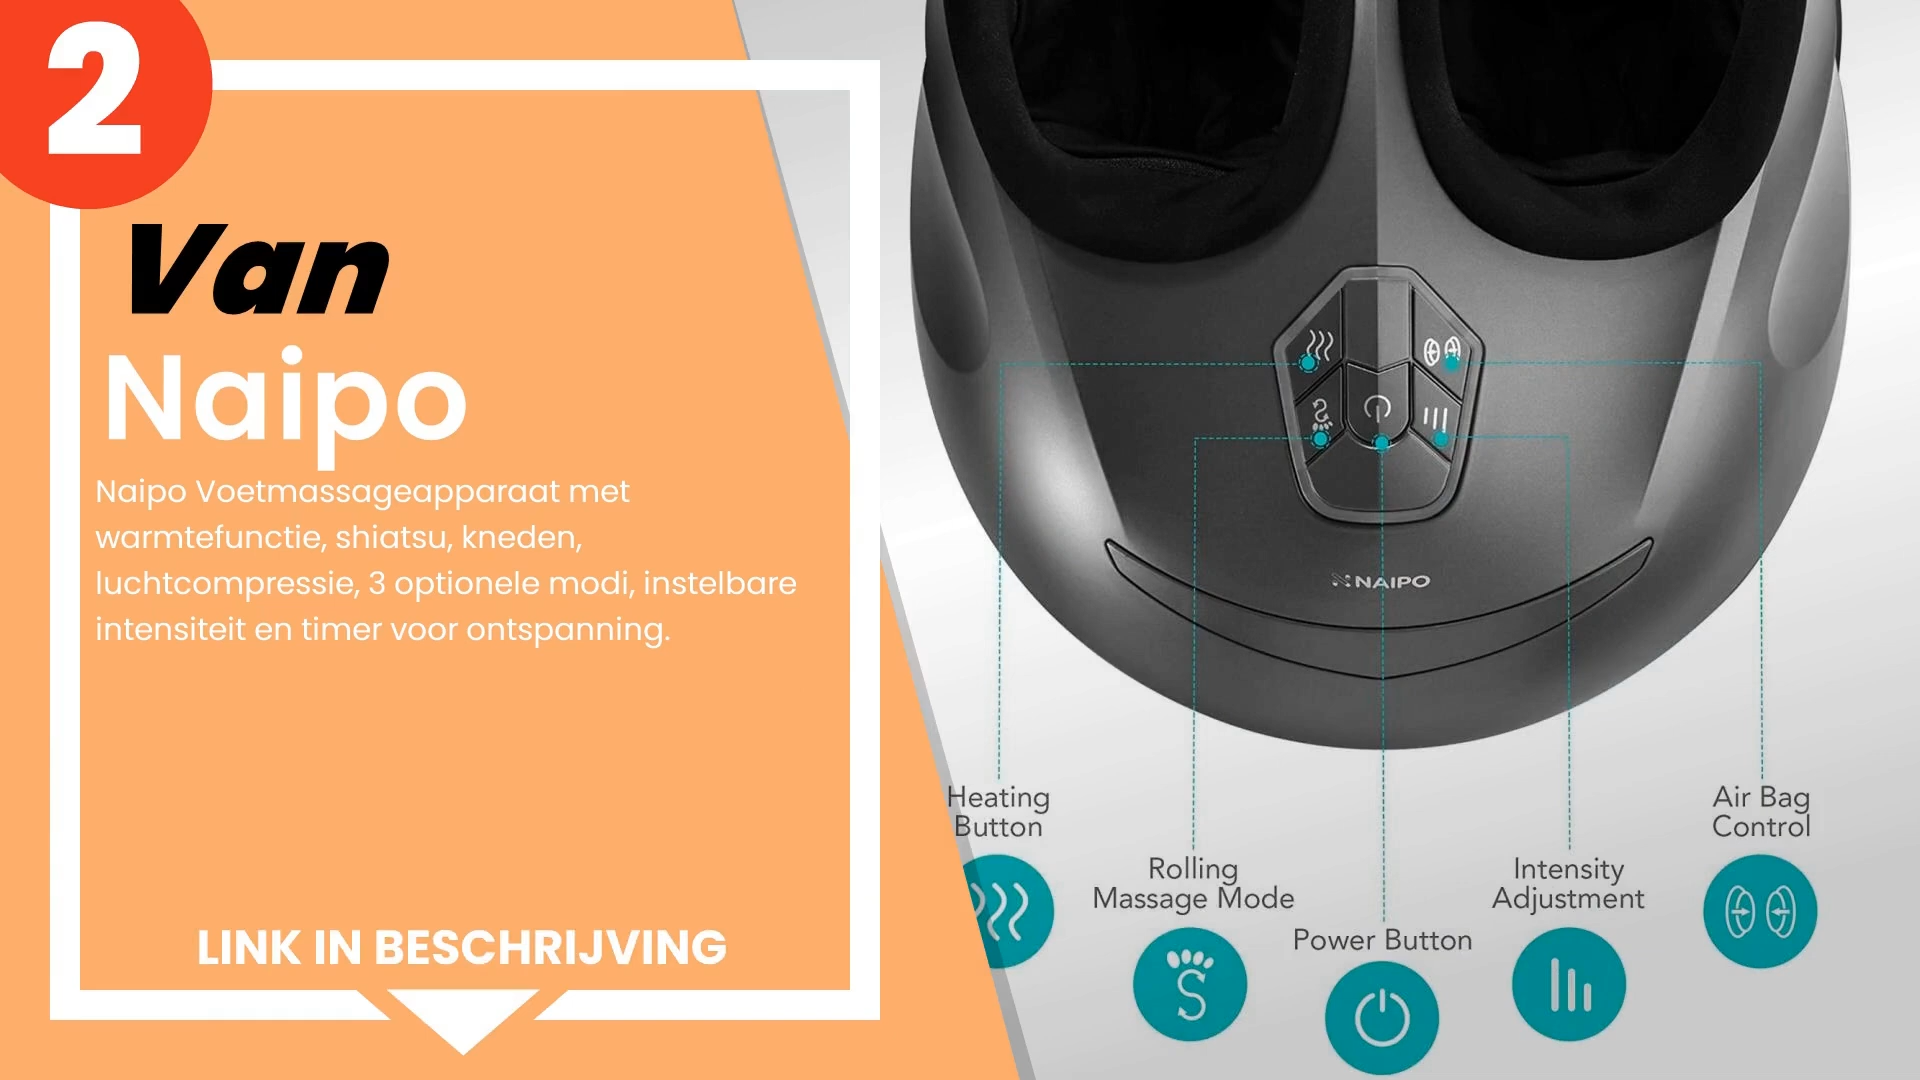 2
Van
Naipo
Naipo Voetmassageapparaat met
warmtefunctie, shiatsu, kneden,
luchtcompressie, 3 optionele modi, instelbare
intensiteit en timer voor ontspanning.
LINK IN BESCHRIJVING
NAIPO
Heating
Button
Rolling
Massage Mode
Power Button
Intensity
Adjustment
Air Bag
Control